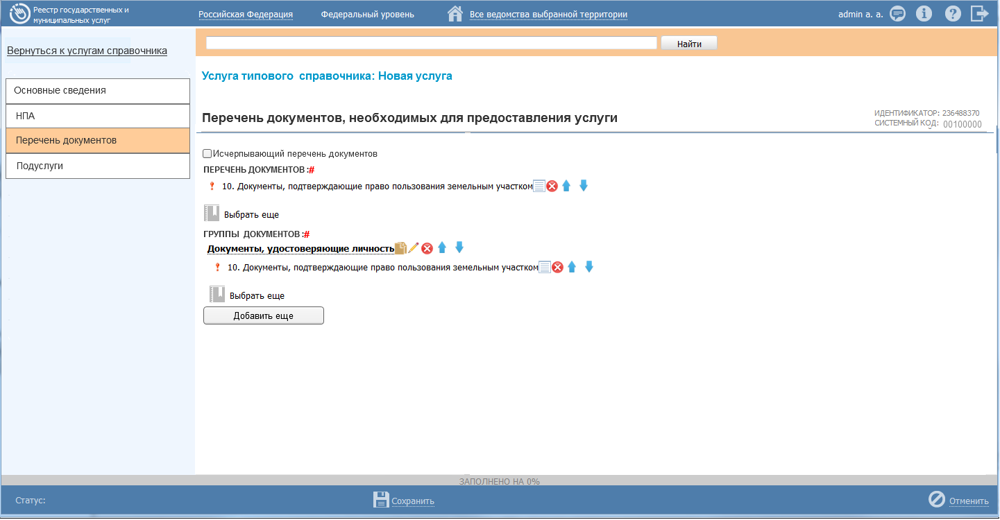 Реестр государственных и
муниципальных услуг
Российская Федерация
Федеральный уровень
Все ведомства выбранной территории
admin a. a.
Вернуться к услугам справочника
Найти
Основные сведения
НПА
Перечень документов
Подуслуги
Услуга типового справочника: Новая услуга
Перечень документов, необходимых для предоставления услуги
ИДЕНТИФИКАТОР: 236488370
СИСТЕМНЫЙ КОД: 00100000
Исчерпывающий перечень документов
ПЕРЕЧЕНЬ ДОКУМЕНТОВ :#
10. Документы, подтверждающие право пользования земельным участком
Выбрать еще
ГРУППЫ ДОКУМЕНТОВ :#
Документы, удостоверяющие личность
10. Документы, подтверждающие право пользования земельным участком
Выбрать еще
Добавить еще
ЗАПОЛНЕНО НА 0%
Статус:
Сохранить
Отменить